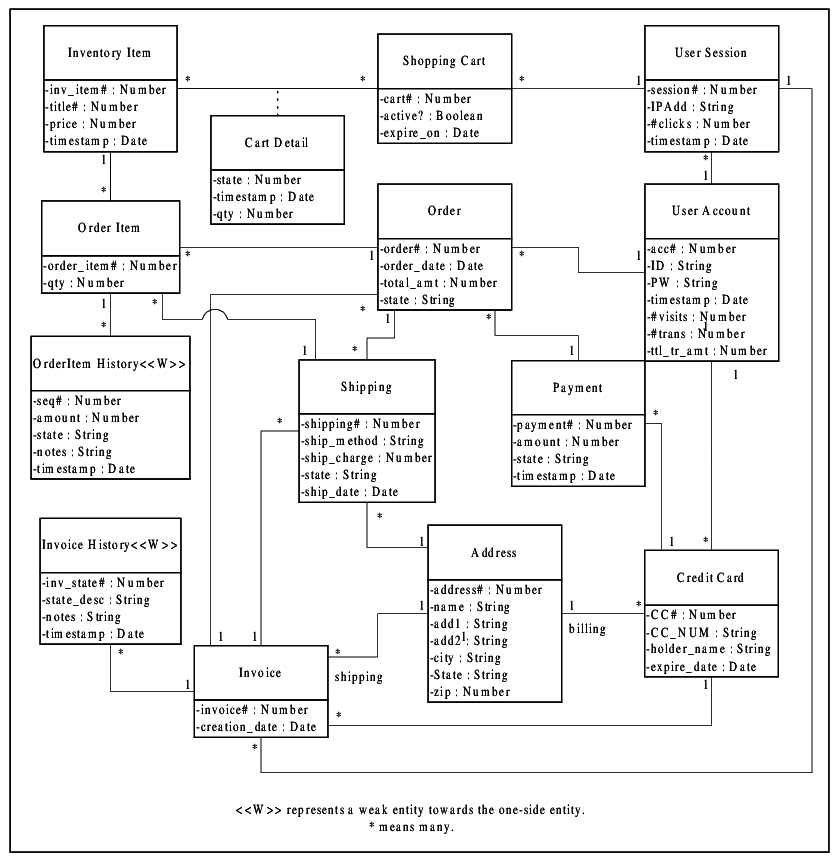 Inventory Item
-inv_item# : Number
-title# : Number
-price : Number
-timestamp : Date
*
*
Shopping Cart
-cart# : Number
-active? : Boolean
-expire_on : Date
*
1
User Session
-session# : Number
-IPAdd : String
-#clicks : Number
-timestamp : Date
1
Cart Detail
-state : Number
-timestamp : Date
-qty : Number
1
*
*
1
Order Item
-order_item# : Number
-qty : Number
*
1
Order
-order# : Number
-order_date : Date
-total_amt : Number
-state : String
*
1
User Account
-acc# : Number
-ID : String
-PW : String
-timestamp : Date
-#visits : Number
1
-#trans : Number
-ttl_tr_amt : Number
1
*
*
*
1
*
1
*
1
1
OrderItem History<<W>>
-seq# : Number
-amount : Number
-state : String
-notes : String
-timestamp : Date
Shipping
-shipping# : Number
-ship_method : String
-ship_charge : Number
-state : String
-ship_date : Date
*
Payment
-payment# : Number
-amount : Number
-state : String
-timestamp : Date
*
*
1
1
*
Invoice History<<W>>
-inv_state# : Number
-state_desc : String
-notes : String
-timestamp : Date
*
1
Address
-address# : Number
-name : String
-add1 : String
-add2 : String
1
-city : String
-State : String
-zip : Number
1
1
*
billing
Credit Card
-CC# : Number
-CC_NUM : String
-holder_name : String
-expire_date : Date
1
1
1
*
shipping
Invoice
-invoice# : Number
-creation_date : Date
*
*
<<W>> represents a weak entity towards the one-side entity.
* means many.